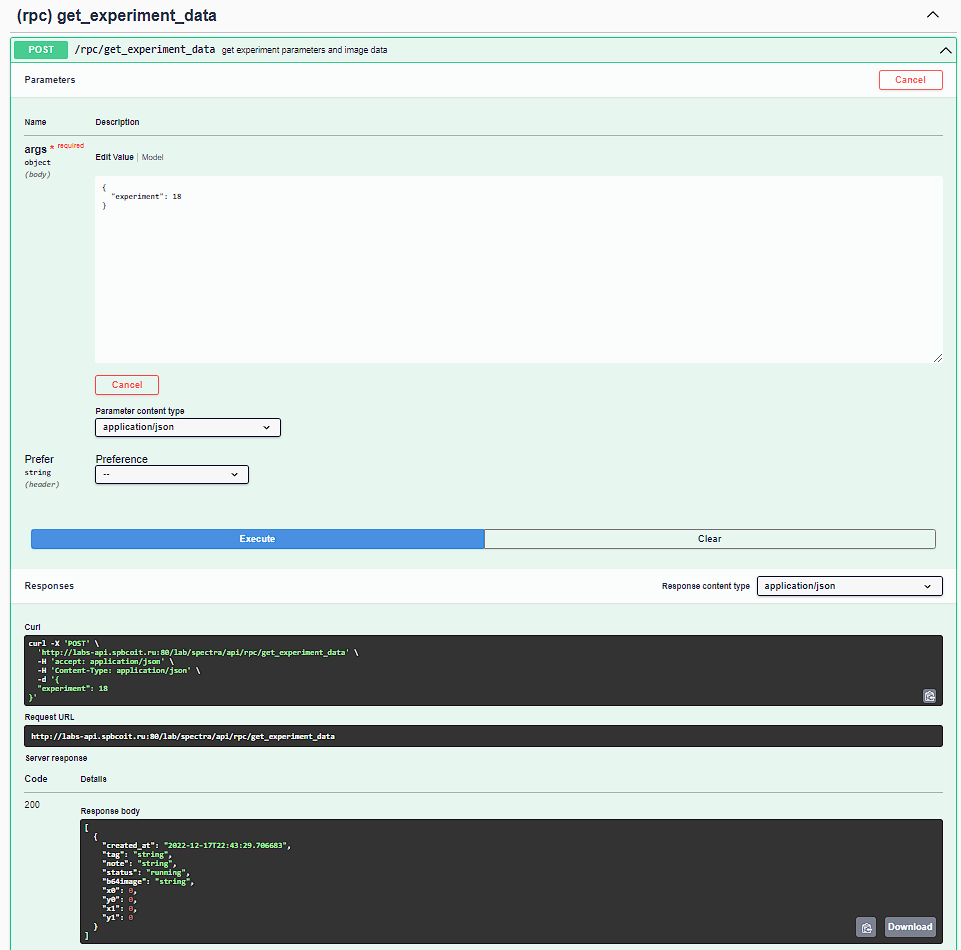 (rpc) get_experiment_data
POST /rpc/get_experiment_data get experiment parameters and image data
Parameters
Cancel
Name Description
args * required
object
(body)
Edit Value | Model
{
  "experiment": 18
}
Cancel
Parameter content type
application/json
Prefer
string
(header)
Preference
--
Execute
Clear
Responses
Response content type application/json
Curl
curl -X 'POST' \
  'http://labs-api.spbcoit.ru:80/lab/spectra/api/rpc/get_experiment_data' \
  -H 'accept: application/json' \
  -H 'Content-Type: application/json' \
  -d '{
  "experiment": 18
}'
Request URL
http://labs-api.spbcoit.ru:80/lab/spectra/api/rpc/get_experiment_data
Server response
Code Details
200
Response body
[
  {
    "created_at": "2022-12-17T22:43:29.706683",
    "tag": "string",
    "note": "string",
    "status": "running",
    "b64image": "string",
    "x0": 0,
    "y0": 0,
    "x1": 0,
    "y1": 0
  }
]
Download